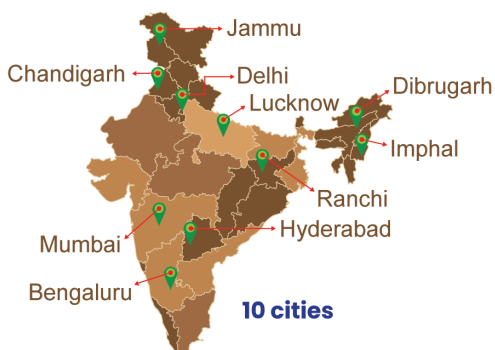 Jammu
Chandigarh
Delhi
Lucknow
Dibrugarh
Imphal
Ranchi
Hyderabad
Mumbai
Bengaluru
10 cities